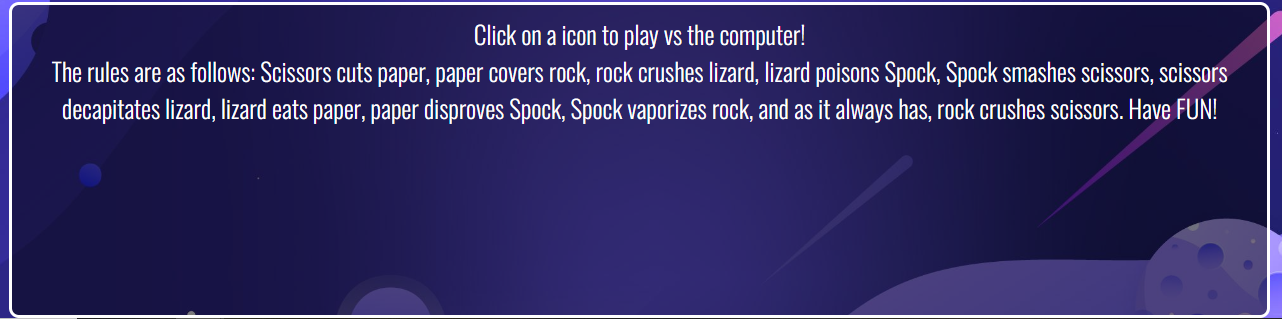 Click on a icon to play vs the computer!
The rules are as follows: Scissors cuts paper, paper covers rock, rock crushes lizard, lizard poisons Spock, Spock smashes scissors, scissors
decapitates lizard, lizard eats paper, paper disproves Spock, Spock vaporizes rock, and as it always has, rock crushes scissors. Have FUN!